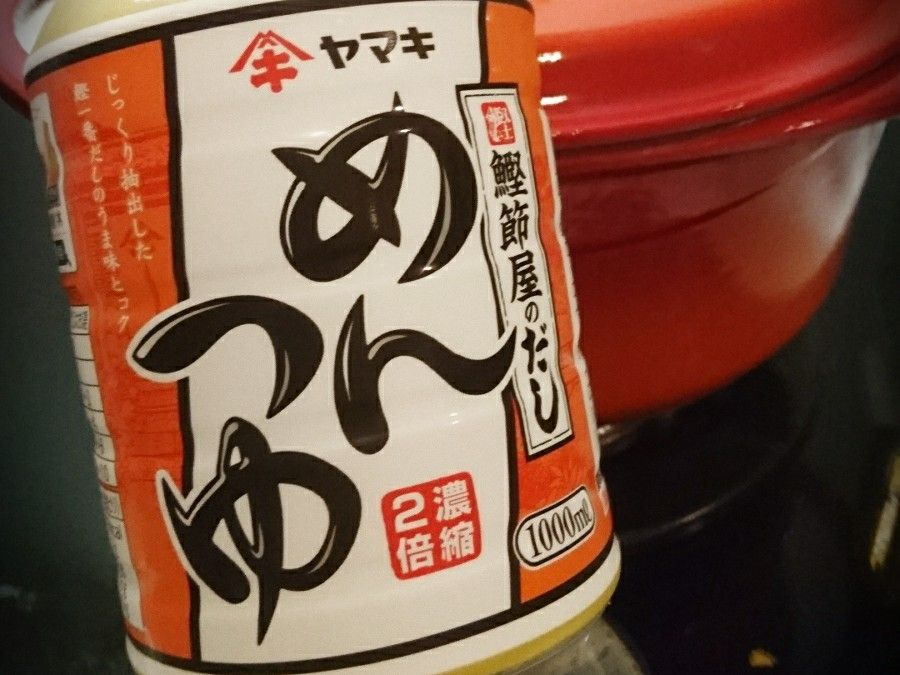 ヤマキ
めんつゆ
鰹節屋のだし
じっくり抽出した
鰹一番だしのうま味とコク
濃縮
2倍
1000ml